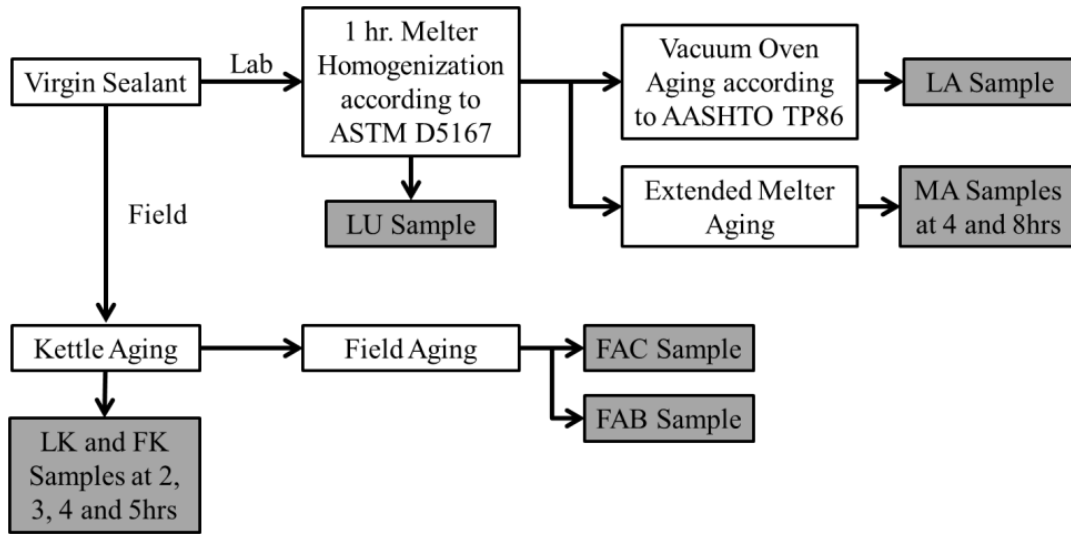 Virgin Sealant
Lab
1 hr. Melter
Homogenization
according to
ASTM D5167
Vacuum Oven
Aging according
to AASHTO TP86
LA Sample
LU Sample
Extended Melter
Aging
MA Samples
at 4 and 8hrs
Field
Kettle Aging
Field Aging
FAC Sample
FAB Sample
LK and FK
Samples at 2,
3, 4 and 5hrs